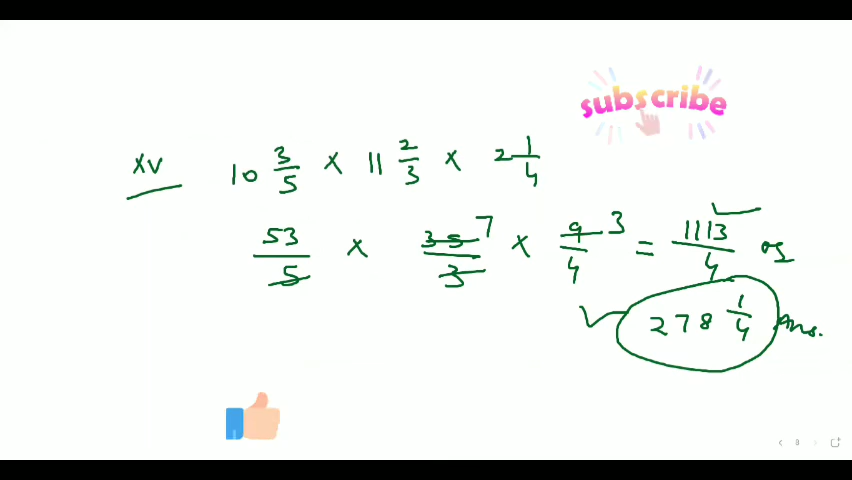 subscribe
xv 10 3/5 × 11 2/3 × 2 1/4
53/5 × 35/3 7 × 9/4 3 = 1113/4 or
278 1/4 Ans.
8